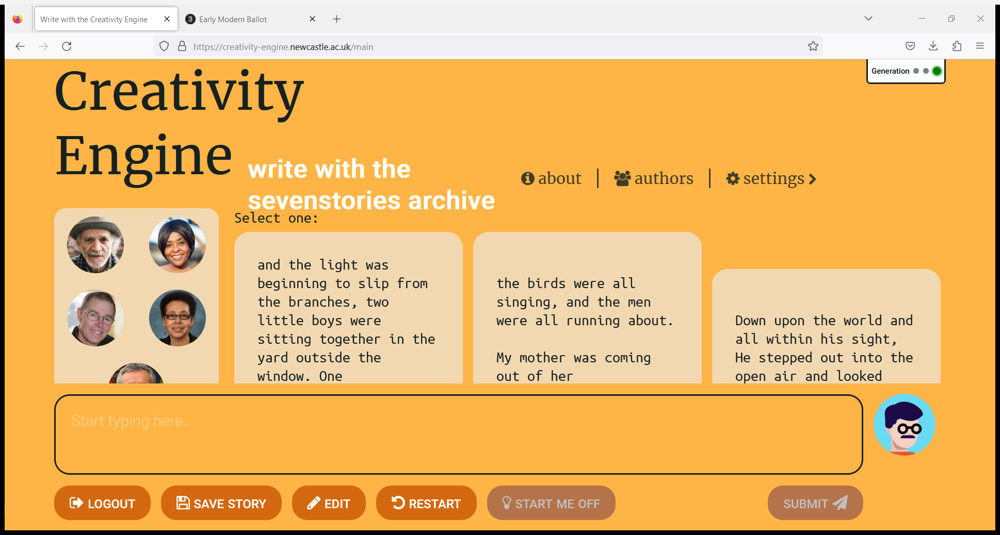 Write with the Creativity Engine
3 Early Modern Ballot
https://creativity-engine.newcastle.ac.uk/main
Generation
Creativity
Engine
write with the
sevenstories archive
about
authors
settings
Select one:
and the light was
beginning to slip from
the branches, two
little boys were
sitting together in the
yard outside the
window. One
the birds were all
singing, and the men
were all running about.
My mother was coming
out of her
Down upon the world and
all within his sight,
He stepped out into the
open air and looked
Start typing here...
LOGOUT
SAVE STORY
EDIT
RESTART
START ME OFF
SUBMIT